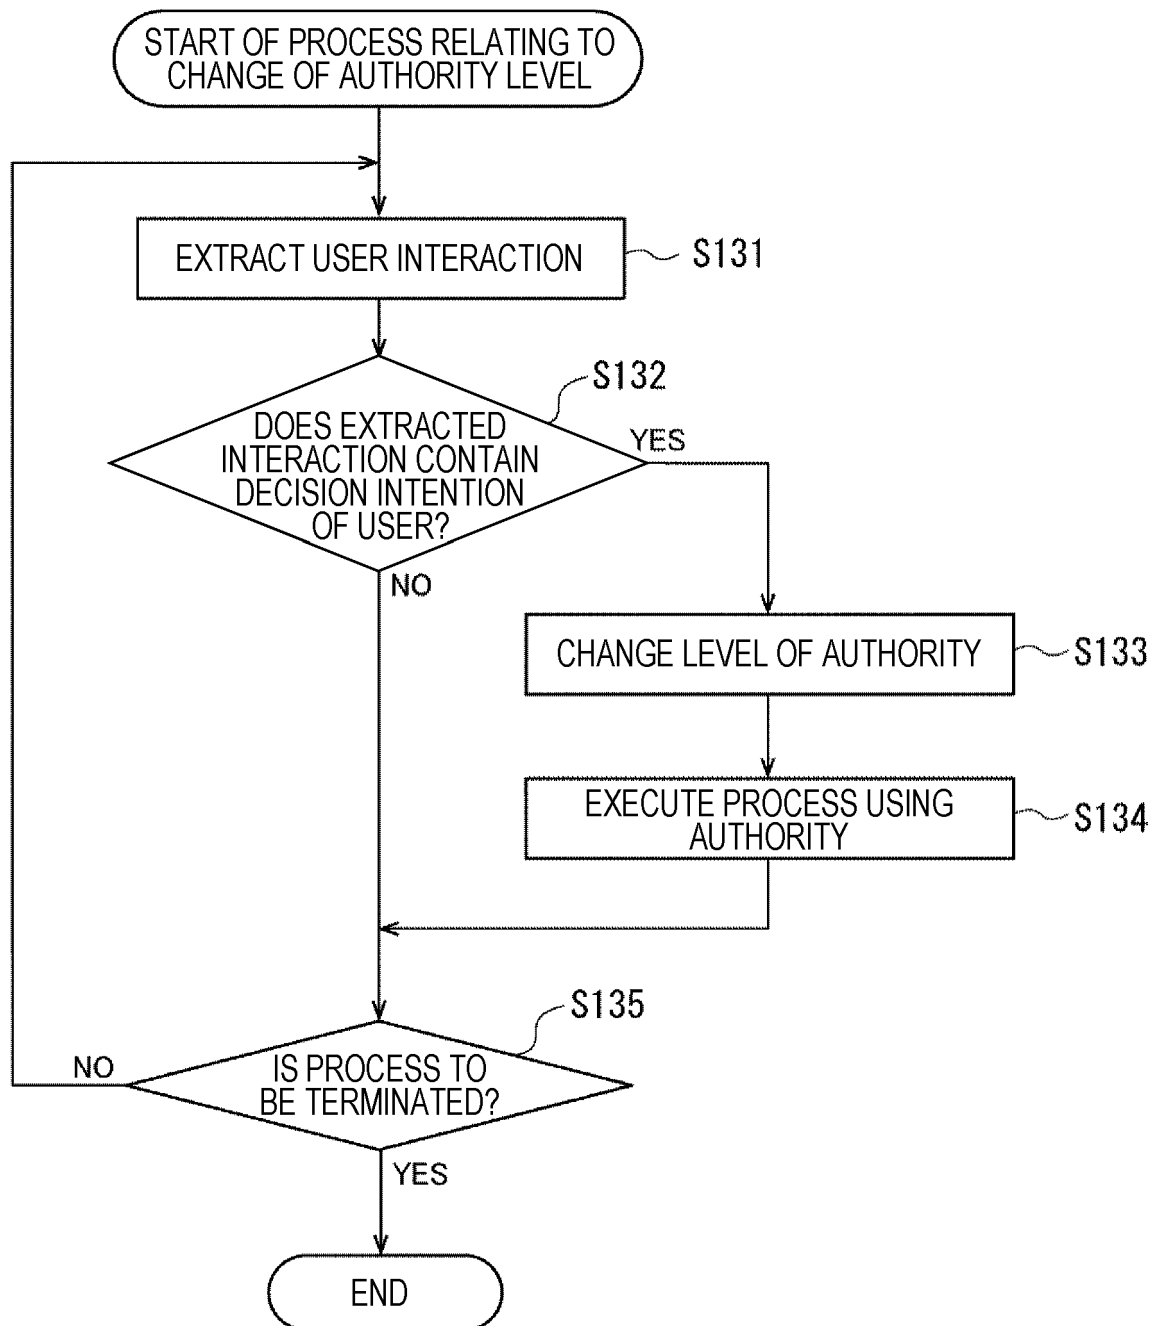 START OF PROCESS RELATING TO
CHANGE OF AUTHORITY LEVEL
EXTRACT USER INTERACTION
S131
S132
DOES EXTRACTED
INTERACTION CONTAIN
DECISION INTENTION
OF USER?
YES
NO
CHANGE LEVEL OF AUTHORITY
S133
EXECUTE PROCESS USING
AUTHORITY
S134
S135
IS PROCESS TO
BE TERMINATED?
NO
YES
END